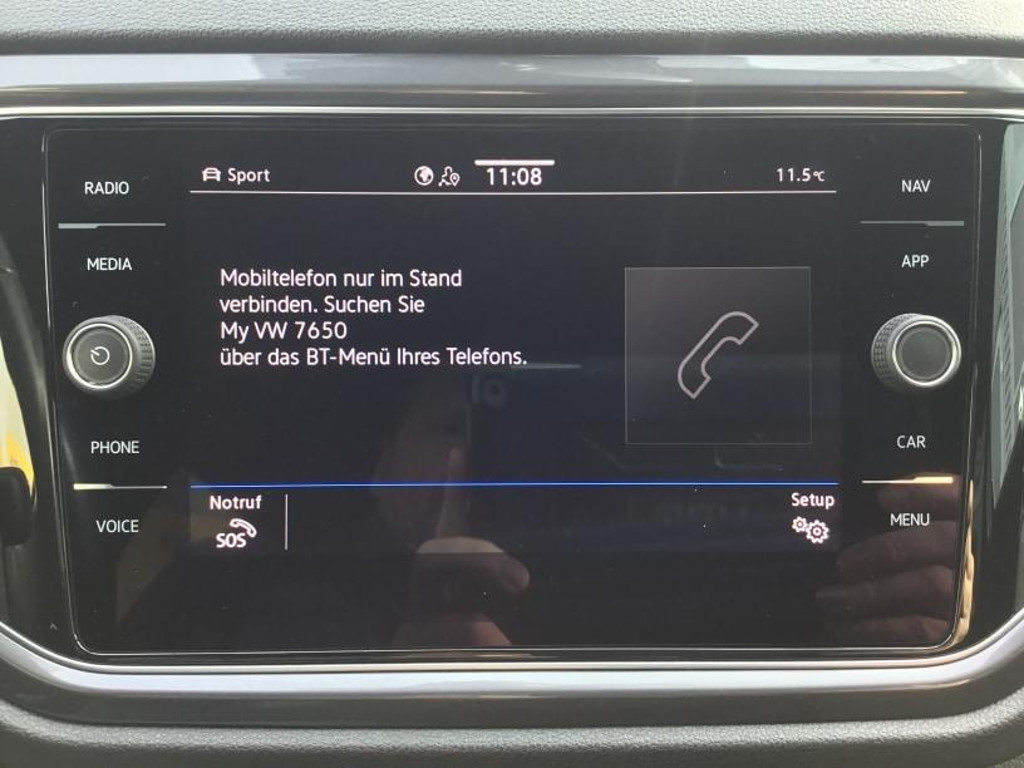 RADIO
MEDIA
PHONE
VOICE
Sport
11:08
11.5°C
Mobiltelefon nur im Stand
verbinden. Suchen Sie
My VW 7650
über das BT-Menü Ihres Telefons.
Notruf
SOS
Setup
NAV
APP
CAR
MENU